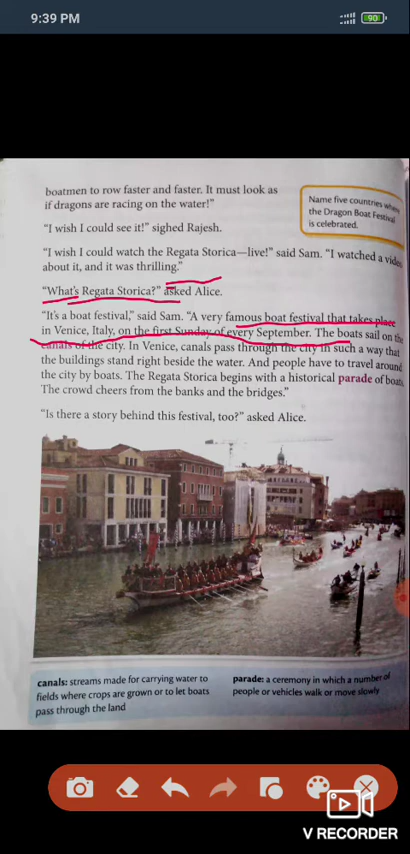 9:39 PM
90
boatmen to row faster and faster. It must look as
if dragons are racing on the water!"
Name five countries where
the Dragon Boat Festival
is celebrated.
"I wish I could see it!" sighed Rajesh.
"I wish I could watch the Regata Storica—live!" said Sam. "I watched a video
about it, and it was thrilling."
"What's Regata Storica?" asked Alice.
"It's a boat festival," said Sam. "A very famous boat festival that takes place
in Venice, Italy, on the first Sunday of every September. The boats sail on the
canals of the city. In Venice, canals pass through the city in such a way that
the buildings stand right beside the water. And people have to travel around
the city by boats. The Regata Storica begins with a historical parade of boats.
The crowd cheers from the banks and the bridges."
"Is there a story behind this festival, too?" asked Alice.
canals: streams made for carrying water to
fields where crops are grown or to let boats
pass through the land
parade: a ceremony in which a number of
people or vehicles walk or move slowly
V RECORDER